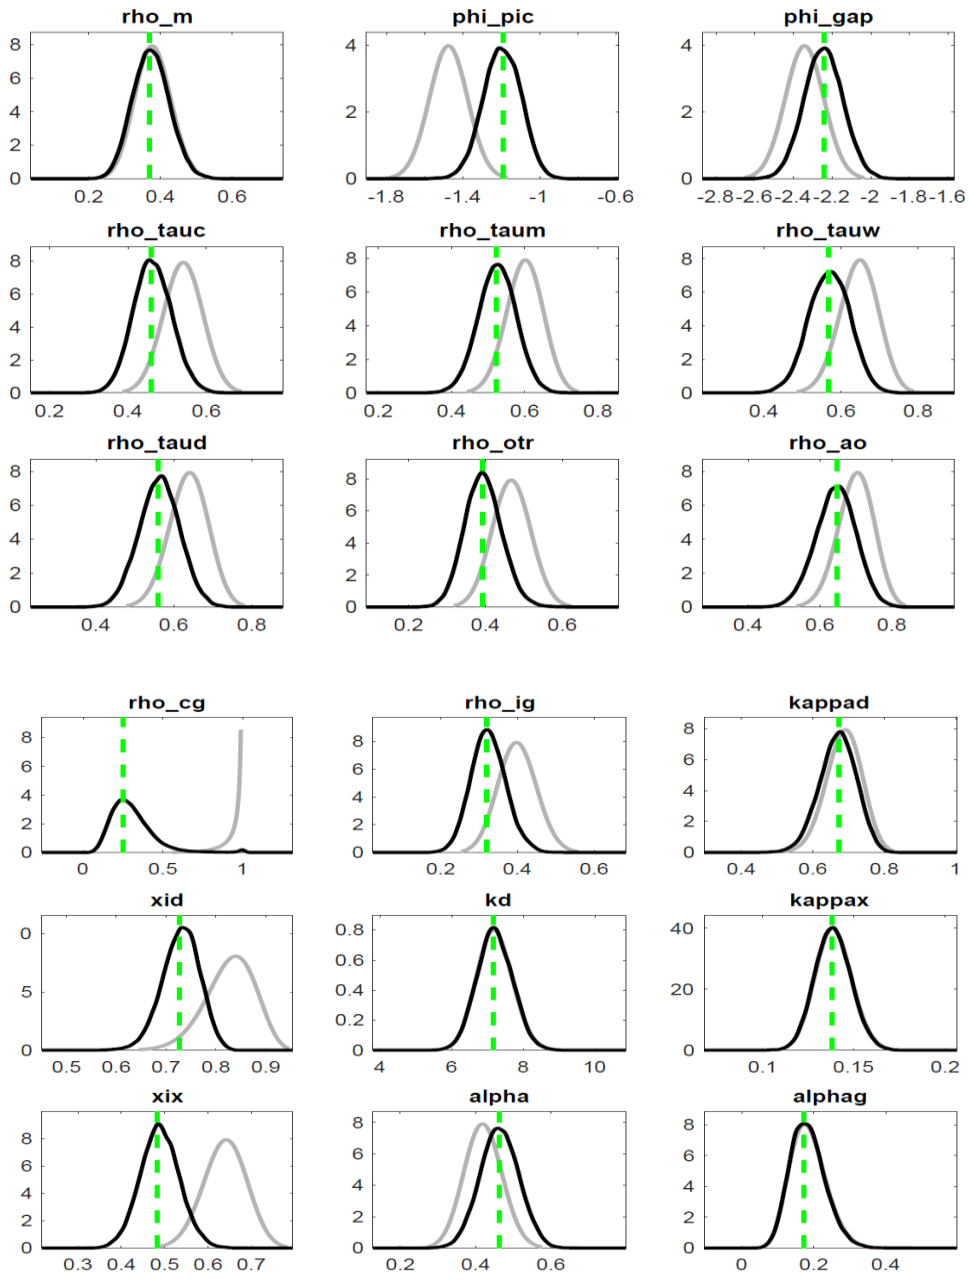 rho_m phi_pic phi_gap
8 4 4
6
4 2 2
2
0 0 0
0.2 0.4 0.6 -1.8 -1.4 -1 -0.6 -2.8-2.6-2.4-2.2 -2 -1.8-1.6
rho_tauc rho_taum rho_tauw
8 8 8
6 6 6
4 4 4
2 2 2
0 0 0
0.2 0.4 0.6 0.2 0.4 0.6 0.8 0.4 0.6 0.8
rho_taud rho_otr rho_ao
8 8 8
6 6 6
4 4 4
2 2 2
0 0 0
0.4 0.6 0.8 0.2 0.4 0.6 0.4 0.6 0.8
rho_cg rho_ig kappad
8 8 8
6 6 6
4 4 4
2 2 2
0 0 0
0 0.5 1 0.2 0.4 0.6 0.4 0.6 0.8 1
xid kd kappax
0 0.8 40
0.6
5 0.4 20
0.2
0 0 0
0.5 0.6 0.7 0.8 0.9 4 6 8 10 0.1 0.15 0.2
xix alpha alphag
8 8 8
6 6 6
4 4 4
2 2 2
0 0 0
0.3 0.4 0.5 0.6 0.7 0.2 0.4 0.6 0 0.2 0.4